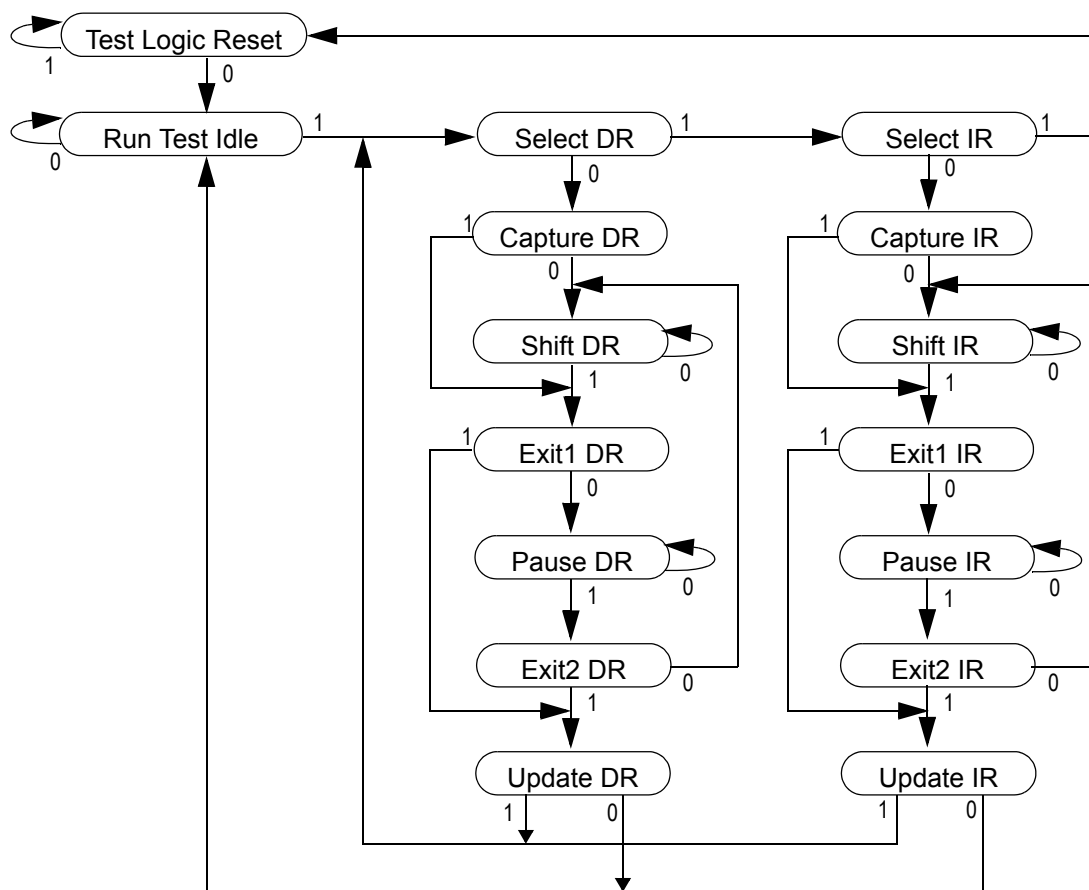 Test Logic Reset
1
0
Run Test Idle
1
0
Select DR
1
0
Select IR
1
0
Capture DR
1
0
Capture IR
1
0
Shift DR
0
1
Shift IR
0
1
Exit1 DR
1
0
Exit1 IR
1
0
Pause DR
0
1
Pause IR
0
1
Exit2 DR
0
1
Exit2 IR
0
1
Update DR
1
0
Update IR
1
0